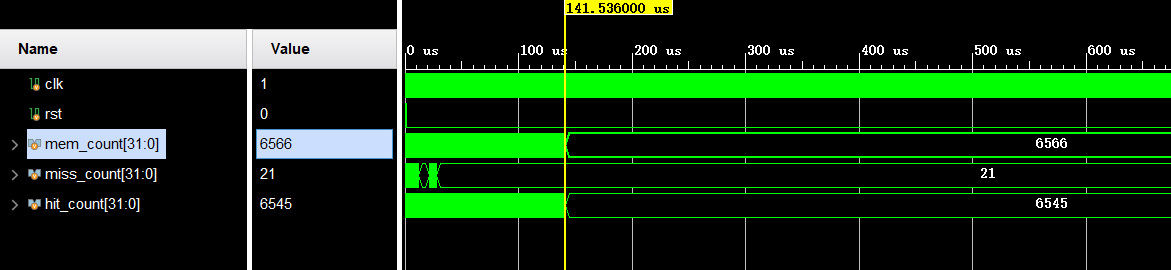 141.536000 us
Name Value
0 us 100 us 200 us 300 us 400 us 500 us 600 us
clk 1
rst 0
mem_count[31:0] 6566 6566
miss_count[31:0] 21 21
hit_count[31:0] 6545 6545